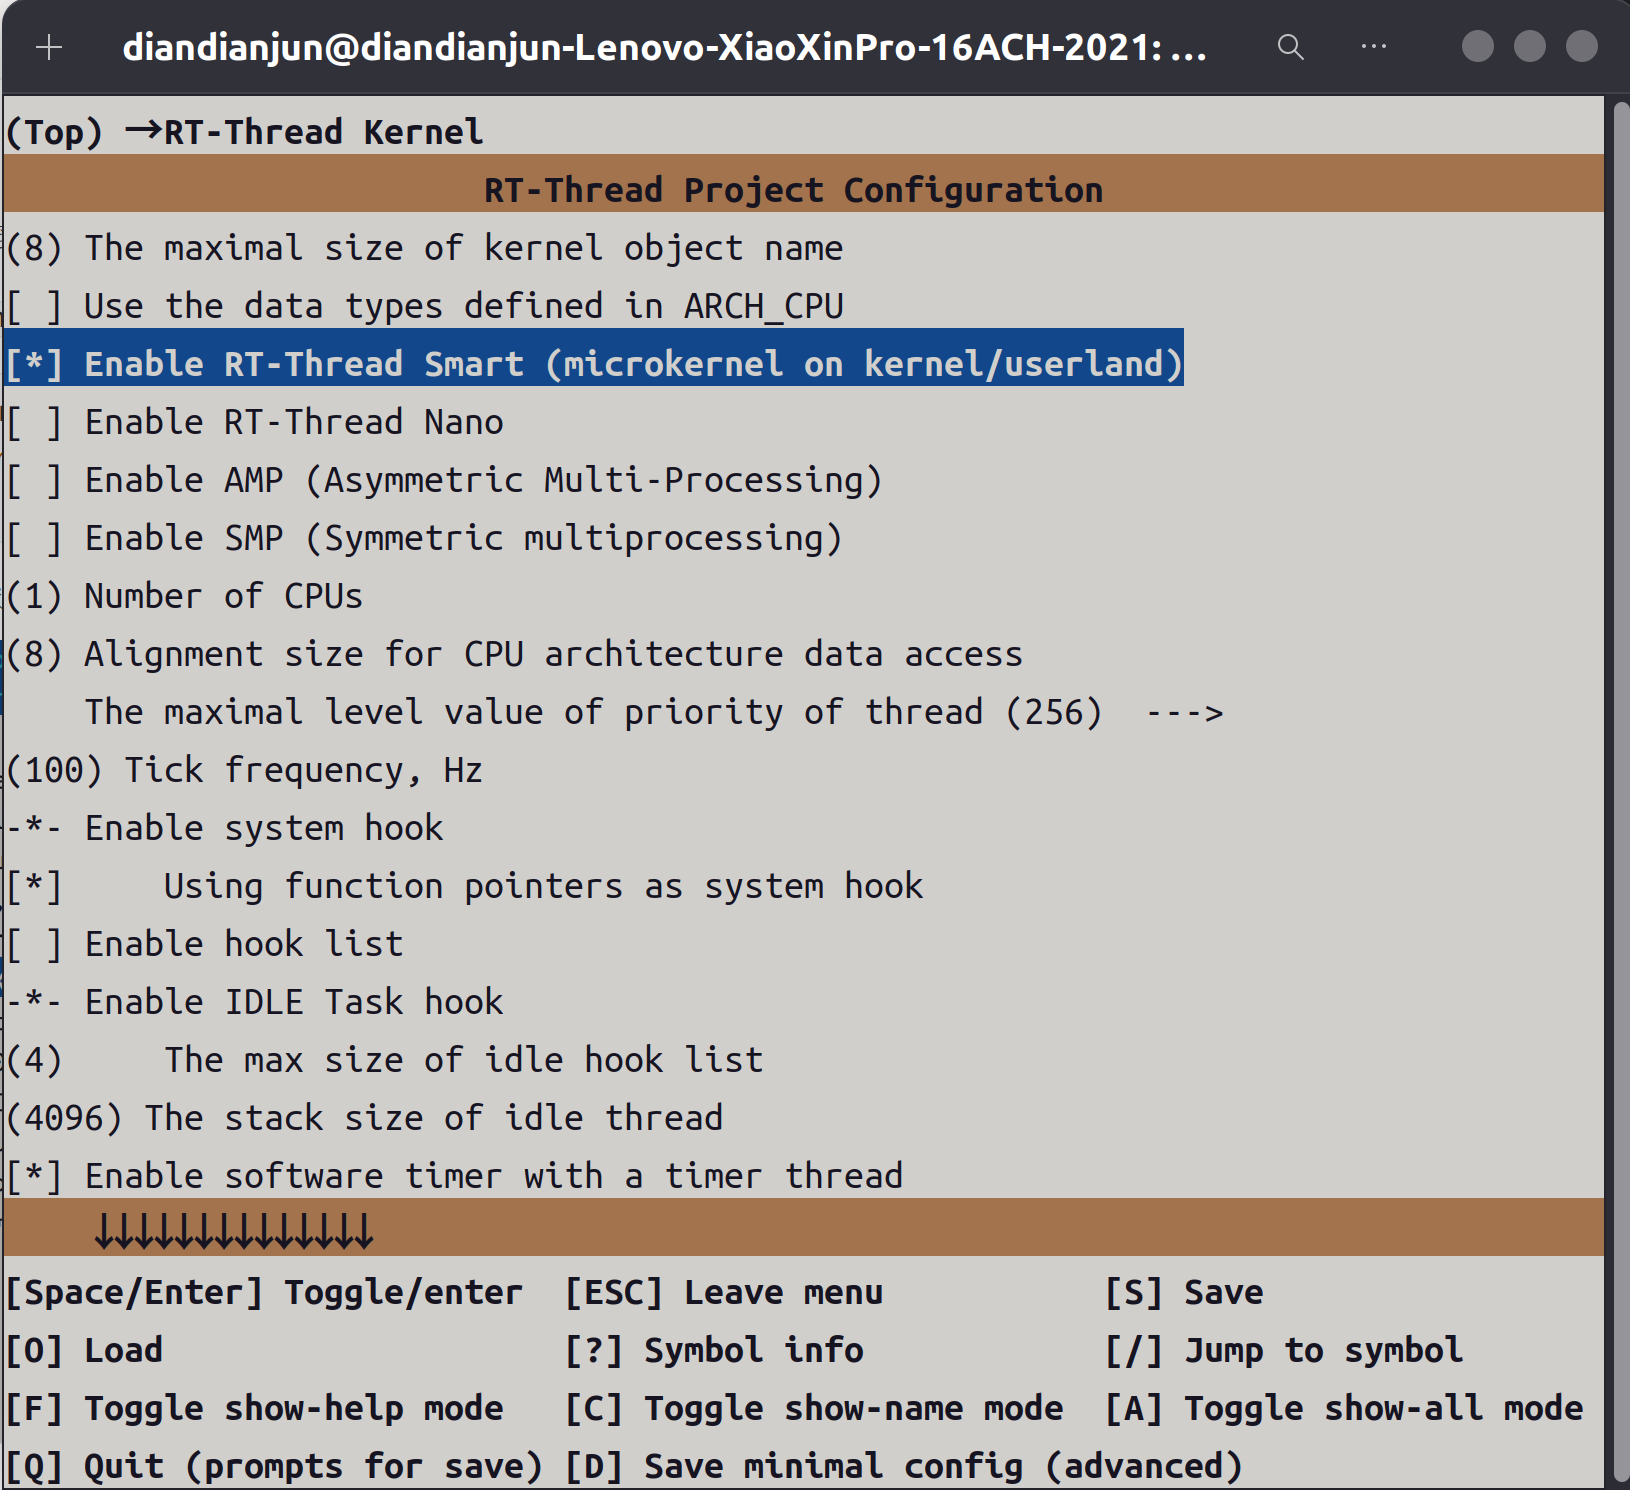 diandianjun@diandianjun-Lenovo-XiaoXinPro-16ACH-2021: ...
(Top) →RT-Thread Kernel
RT-Thread Project Configuration
(8) The maximal size of kernel object name
[ ] Use the data types defined in ARCH_CPU
[*] Enable RT-Thread Smart (microkernel on kernel/userland)
[ ] Enable RT-Thread Nano
[ ] Enable AMP (Asymmetric Multi-Processing)
[ ] Enable SMP (Symmetric multiprocessing)
(1) Number of CPUs
(8) Alignment size for CPU architecture data access
The maximal level value of priority of thread (256)  --->
(100) Tick frequency, Hz
-*- Enable system hook
[*]     Using function pointers as system hook
[ ] Enable hook list
-*- Enable IDLE Task hook
(4)     The max size of idle hook list
(4096) The stack size of idle thread
[*] Enable software timer with a timer thread
↓↓↓↓↓↓↓↓↓↓↓↓↓↓
[Space/Enter] Toggle/enter  [ESC] Leave menu           [S] Save
[O] Load                    [?] Symbol info            [/] Jump to symbol
[F] Toggle show-help mode   [C] Toggle show-name mode  [A] Toggle show-all mode
[Q] Quit (prompts for save) [D] Save minimal config (advanced)